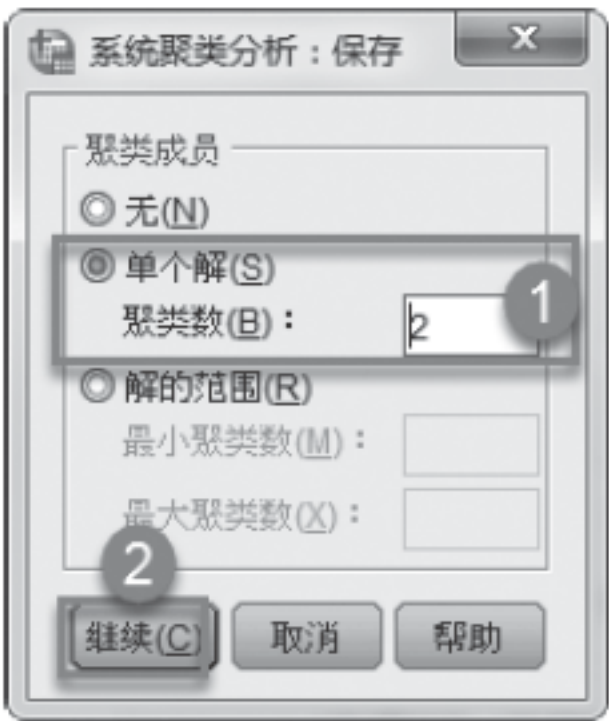 系统聚类分析：保存
聚类成员
无(N)
单个解(S)
1
聚类数(B)：
2
解的范围(R)
最小聚类数(M)：
最大聚类数(X)：
2
继续(C)
取消
帮助